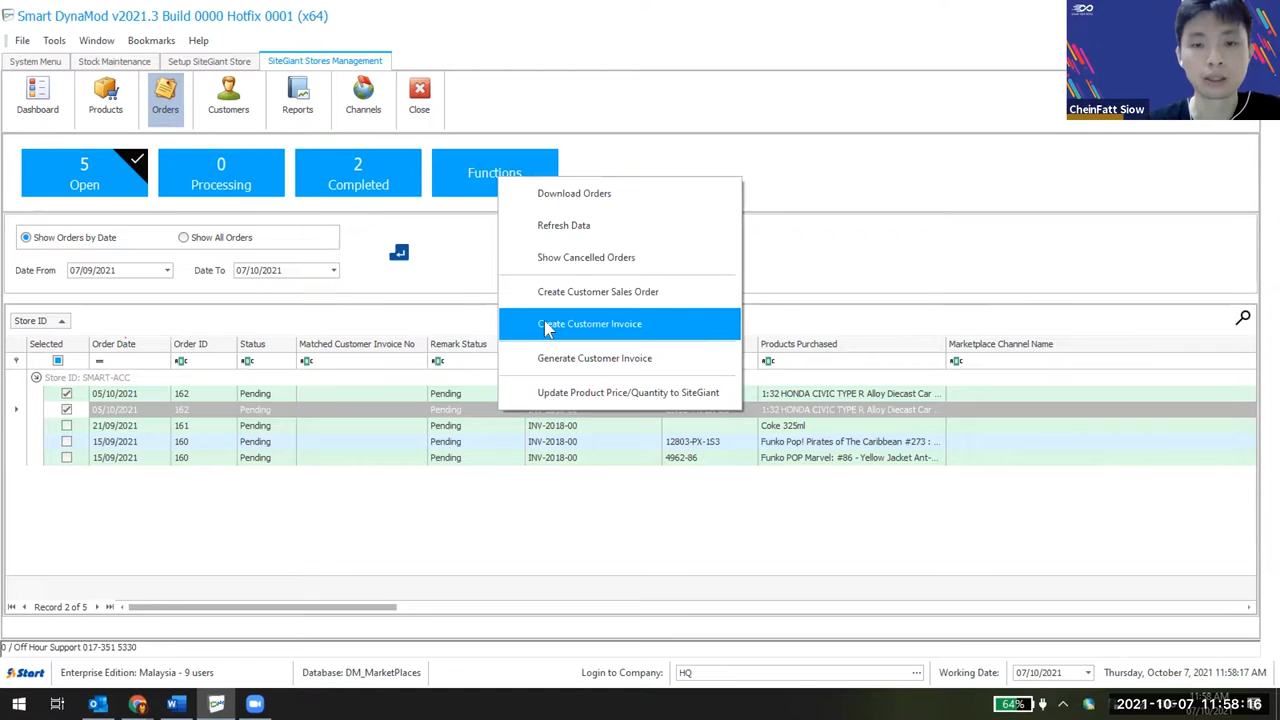 Smart DynaMod v2021.3 Build 0000 Hotfix 0001 (x64)
File Tools Window Bookmarks Help
System Menu Stock Maintenance Setup SiteGiant Store SiteGiant Stores Management
Dashboard Products Orders Customers Reports Channels Close
CheinFatt Siow
5 Open
0 Processing
2 Completed
Functions
Download Orders
Refresh Data
Show Cancelled Orders
Create Customer Sales Order
Create Customer Invoice
Generate Customer Invoice
Update Product Price/Quantity to SiteGiant
Show Orders by Date Show All Orders
Date From 07/09/2021 Date To 07/10/2021
Store ID
Selected Order Date Order ID Status Matched Customer Invoice No Remark Status Products Purchased Marketplace Channel Name
Store ID: SMART-ACC
05/10/2021 162 Pending Pending 1:32 HONDA CIVIC TYPE R Alloy Diecast Car ...
05/10/2021 162 Pending Pending 1:32 HONDA CIVIC TYPE R Alloy Diecast Car ...
21/09/2021 161 Pending Pending INV-2018-00 Coke 325ml
15/09/2021 160 Pending Pending INV-2018-00 12803-PX-1S3 Funko Pop! Pirates of The Caribbean #273 : ...
15/09/2021 160 Pending Pending INV-2018-00 4962-86 Funko POP Marvel: #86 - Yellow Jacket Ant-...
Record 2 of 5
0 / Off Hour Support 017-351 5330
Start Enterprise Edition: Malaysia - 9 users Database:/DM_MarketPlaces Login to Company: HQ Working Date: 07/10/2021 Thursday, October 7, 2021 11:58:17 AM
64% 2021-10-07 11:58:16